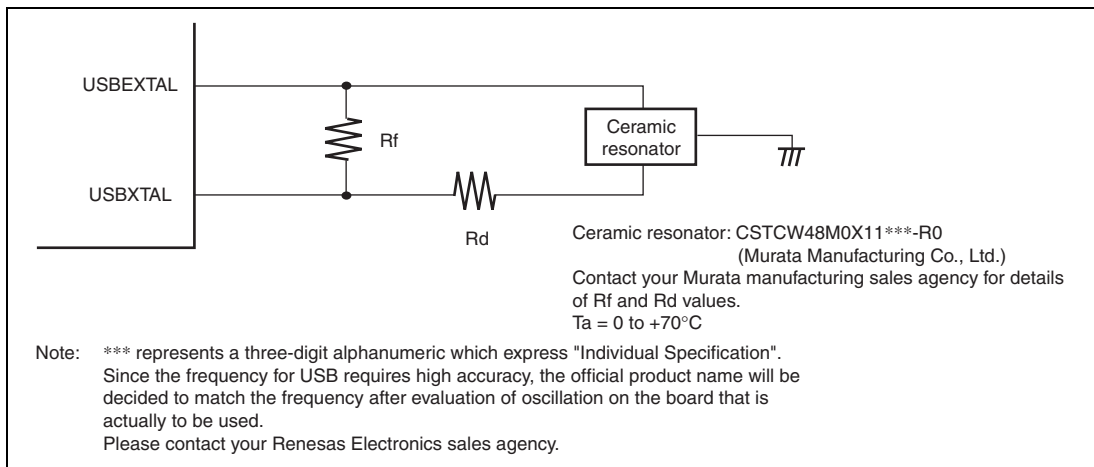 USBEXTAL
Rf
Ceramic
resonator
USBXTAL
Rd
Ceramic resonator: CSTCW48M0X11***-R0
(Murata Manufacturing Co., Ltd.)
Contact your Murata manufacturing sales agency for details
of Rf and Rd values.
Ta = 0 to +70°C
Note: *** represents a three-digit alphanumeric which express "Individual Specification".
Since the frequency for USB requires high accuracy, the official product name will be
decided to match the frequency after evaluation of oscillation on the board that is
actually to be used.
Please contact your Renesas Electronics sales agency.